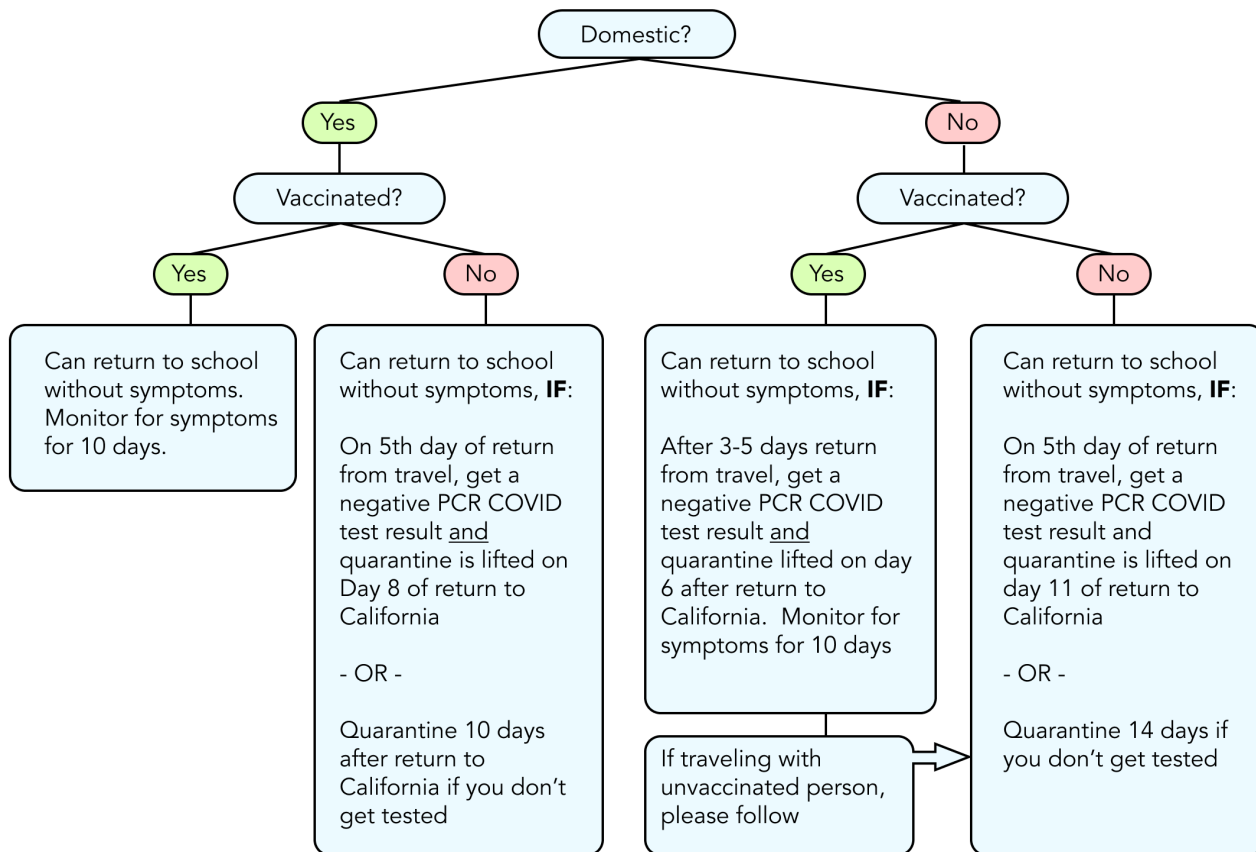 Domestic?
Yes
No
Vaccinated?
Vaccinated?
Yes
No
Yes
No
Can return to school
without symptoms.
Monitor for symptoms
for 10 days.
Can return to school
without symptoms, IF:
On 5th day of return
from travel, get a
negative PCR COVID
test result and
quarantine is lifted on
Day 8 of return to
California
- OR -
Quarantine 10 days
after return to
California if you don't
get tested
Can return to school
without symptoms, IF:
After 3-5 days return
from travel, get a
negative PCR COVID
test result and
quarantine lifted on day
6 after return to
California.  Monitor for
symptoms for 10 days
If traveling with
unvaccinated person,
please follow
Can return to school
without symptoms, IF:
On 5th day of return
from travel, get a
negative PCR COVID
test result and
quarantine is lifted on
day 11 of return to
California
- OR -
Quarantine 14 days if
you don't get tested